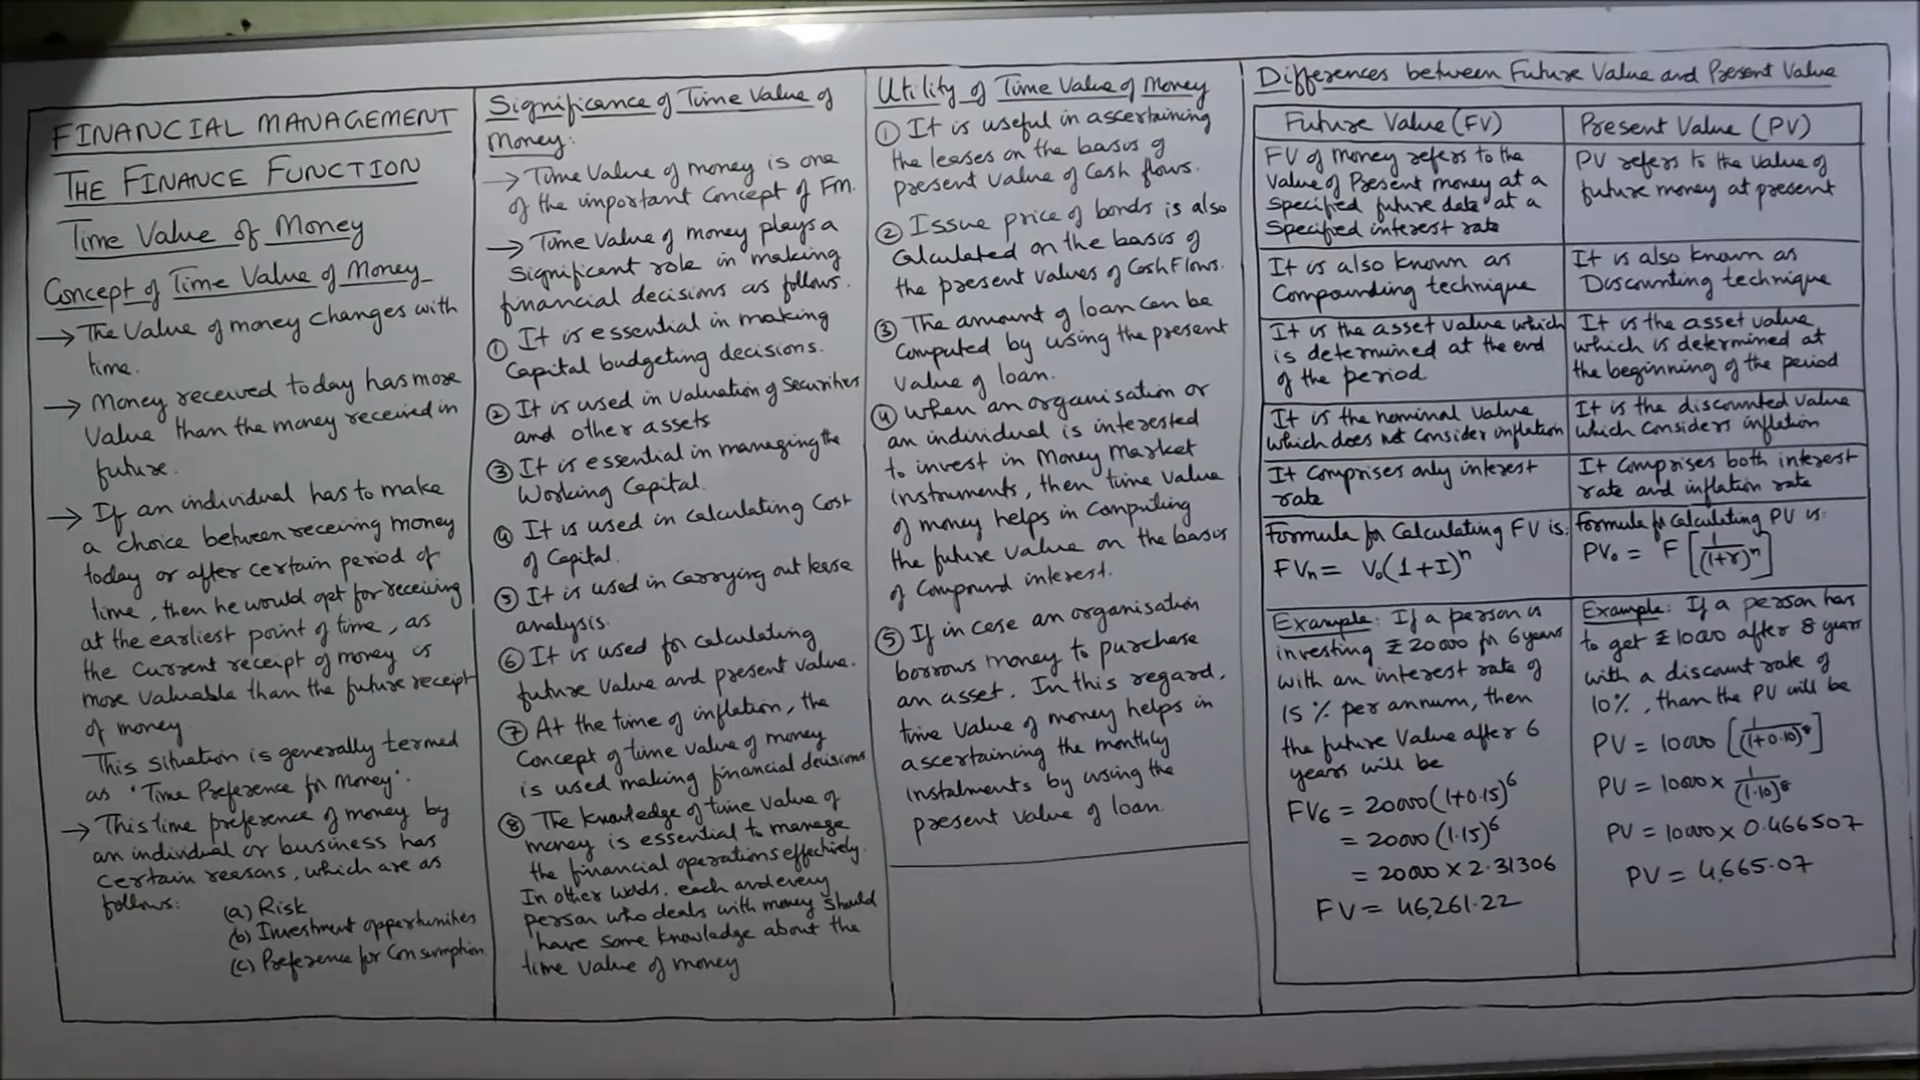 FINANCIAL MANAGEMENT
THE FINANCE FUNCTION
Time Value of Money
Concept of Time Value of Money
→ The Value of money changes with
time.
→ Money received today has more
Value than the money received in
future.
→ If an individual has to make
a choice between receiving money
today or after certain period of
time, then he would opt for receiving
at the earliest point of time, as
the current receipt of money is
more valuable than the future receipt
of money.
This situation is generally termed
as 'Time Preference for Money'.
→ This time preference of money by
an individual or business has
certain reasons, which are as
follows:
(a) Risk
(b) Investment opportunities
(c) Preference for Consumption
Significance of Time Value of
Money:
→ Time Value of money is one
of the important Concept of Fm.
→ Time Value of money plays a
significant role in making
financial decisions as follows.
① It is essential in making
Capital budgeting decisions.
② It is used in valuation of Securities
and other assets
③ It is essential in managing the
Working Capital.
④ It is used in calculating Cost
of Capital.
⑤ It is used in Carrying out lease
analysis.
⑥ It is used for calculating
future Value and present value.
⑦ At the time of inflation, the
Concept of time value of money
is used making financial decisions
⑧ The knowledge of time value of
money is essential to manage
the financial operations effectively.
In other words, each and every
person who deals with money should
have some knowledge about the
time value of money
Utility of Time Value of Money
① It is useful in ascertaining
the leases on the basis of
present value of Cash flows.
② Issue price of bonds is also
Calculated on the basis of
the present values of Cash Flows.
③ The amount of loan can be
Computed by using the present
value of loan.
④ When an organisation or
an individual is interested
to invest in Money Market
instruments, then time value
of money helps in Computing
the future value on the basis
of Compound interest.
⑤ If in case an organisation
borrows money to purchase
an asset. In this regard,
time value of money helps in
ascertaining the monthly
instalments by using the
present value of loan.
Differences between Future Value and Present Value
Future Value (FV)
Present Value (PV)
FV of money refers to the
Value of Present money at a
Specified future date at a
Specified interest rate
PV refers to the value of
future money at present
It is also known as
Compounding technique
It is also known as
Discounting technique
It is the asset value which
is determined at the end
of the period
It is the asset value
which is determined at
the beginning of the period
It is the nominal value
which does not consider inflation
It is the discounted value
which considers inflation
It Comprises only interest
rate
It Comprises both interest
rate and inflation rate
Formula for Calculating FV is:
FVn = V₀(1+I)ⁿ
Formula for Calculating PV is:
PV₀ = F [1/(1+r)ⁿ]
Example: If a person is
investing ₹ 20000 for 6 years
with an interest rate of
15% per annum, then
the future Value after 6
years will be
FV₆ = 20000(1+0.15)⁶
= 20000(1.15)⁶
= 20000 × 2.31306
FV = 46,261.22
Example: If a person has
to get ₹ 10000 after 8 years
with a discount rate of
10%, than the PV will be
PV = 10000 [1/(1+0.10)⁸]
PV = 10000 × 1/(1.10)⁸
PV = 10000 × 0.466507
PV = 4,665.07